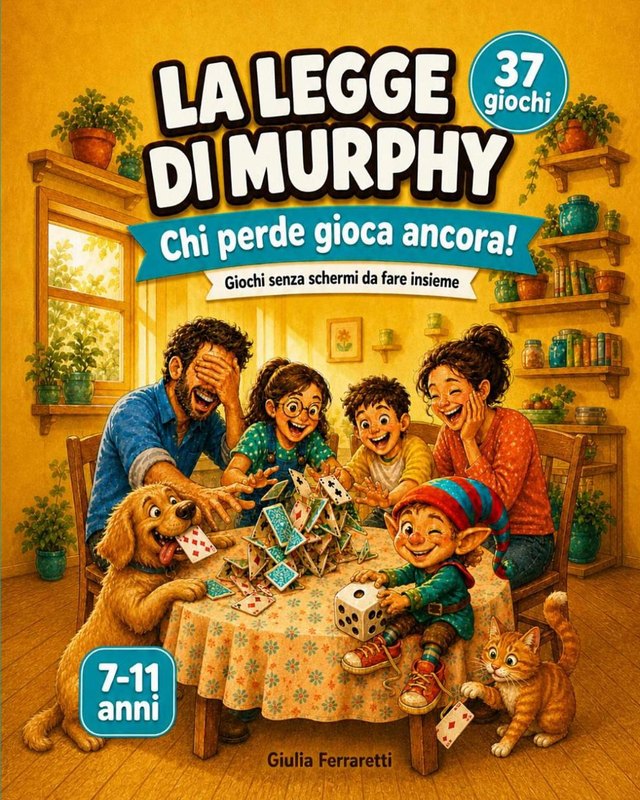 37
giochi
LA LEGGE
DI MURPHY
Chi perde gioca ancora!
Giochi senza schermi da fare insieme
7-11
anni
Giulia Ferraretti